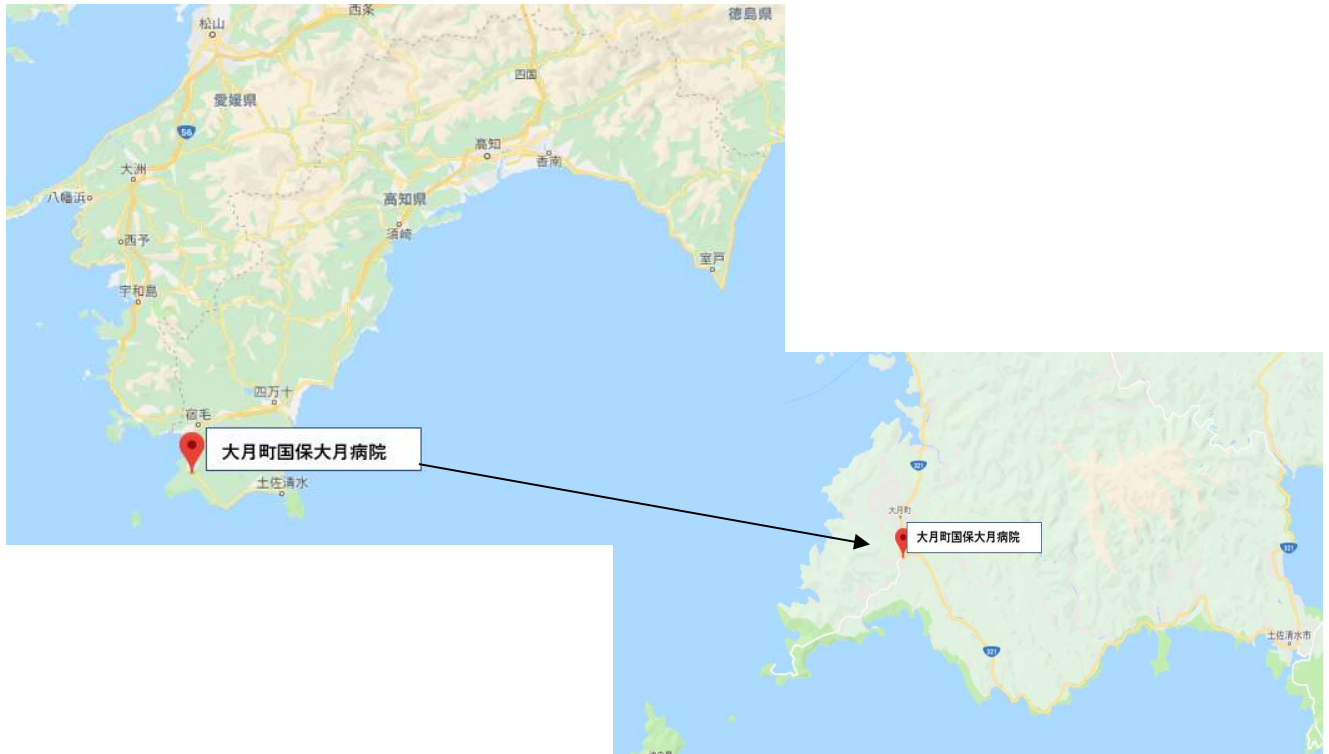 西条
徳島県
松山
四国
愛媛県
56
高知
香南
大洲
八幡浜
高知県
須崎
西予
室戸
宇和島
四万十
宿毛
大月町国保大月病院
土佐清水
321
大月町
大月町国保大月病院
321
321
土佐清水市